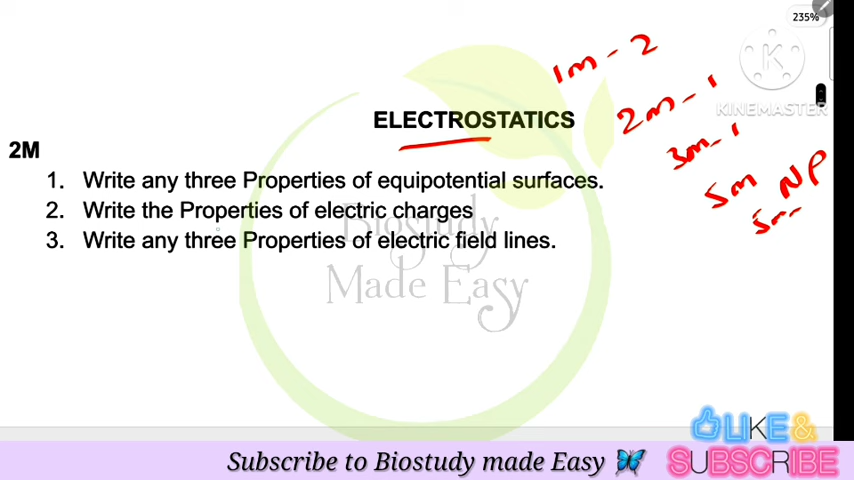 235%
KINEMASTER
1m - 2
ELECTROSTATICS
2m - 1
2M
3m - 1
1. Write any three Properties of equipotential surfaces.
5m NP
2. Write the Properties of electric charges
5m
3. Write any three Properties of electric field lines.
Biostudy
Made Easy
LIKE &
SUBSCRIBE
Subscribe to Biostudy made Easy